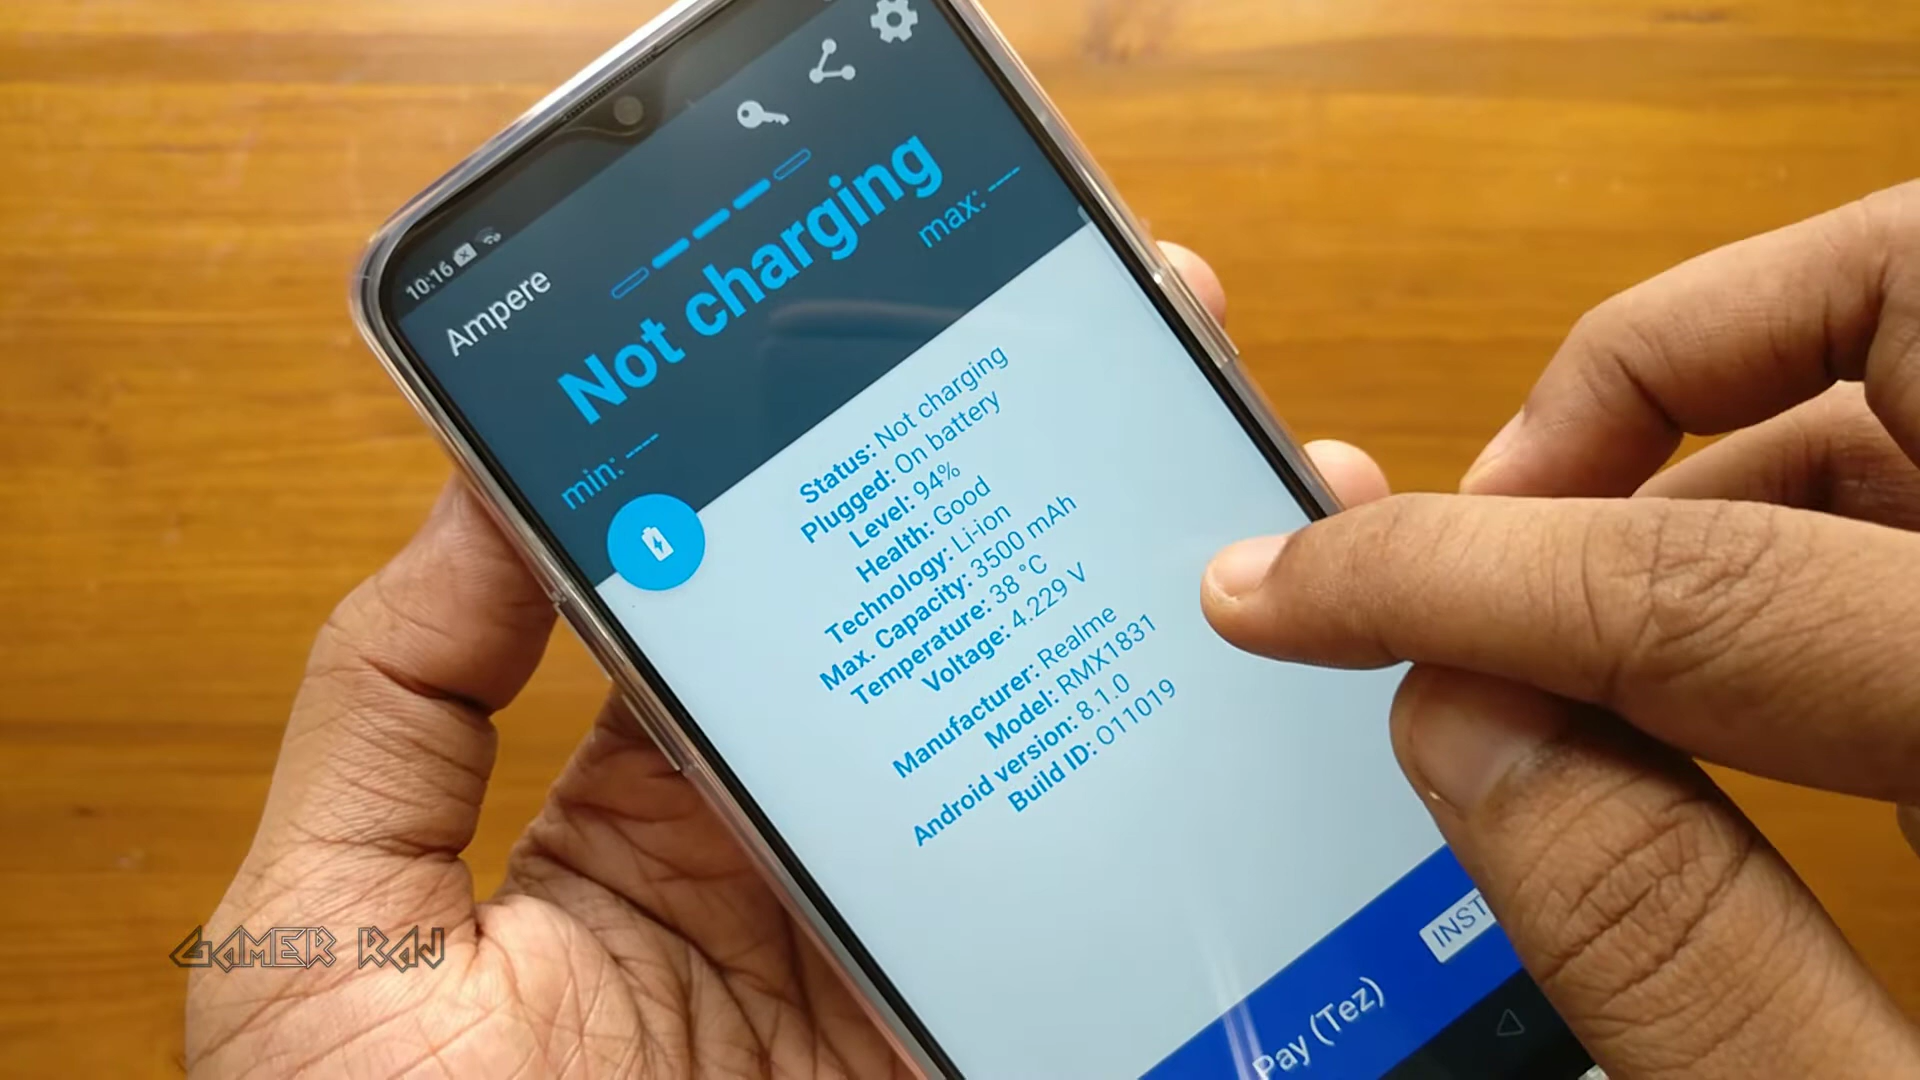 10:16
Ampere
Not charging
min: ----
max: ----
Status: Not charging
Plugged: On battery
Level: 94%
Health: Good
Technology: Li-ion
Max. Capacity: 3500 mAh
Temperature: 38 °C
Voltage: 4.229 V
Manufacturer: Realme
Model: RMX1831
Android version: 8.1.0
Build ID: O11019
Pay (Tez)
INST
GAMER RAJ